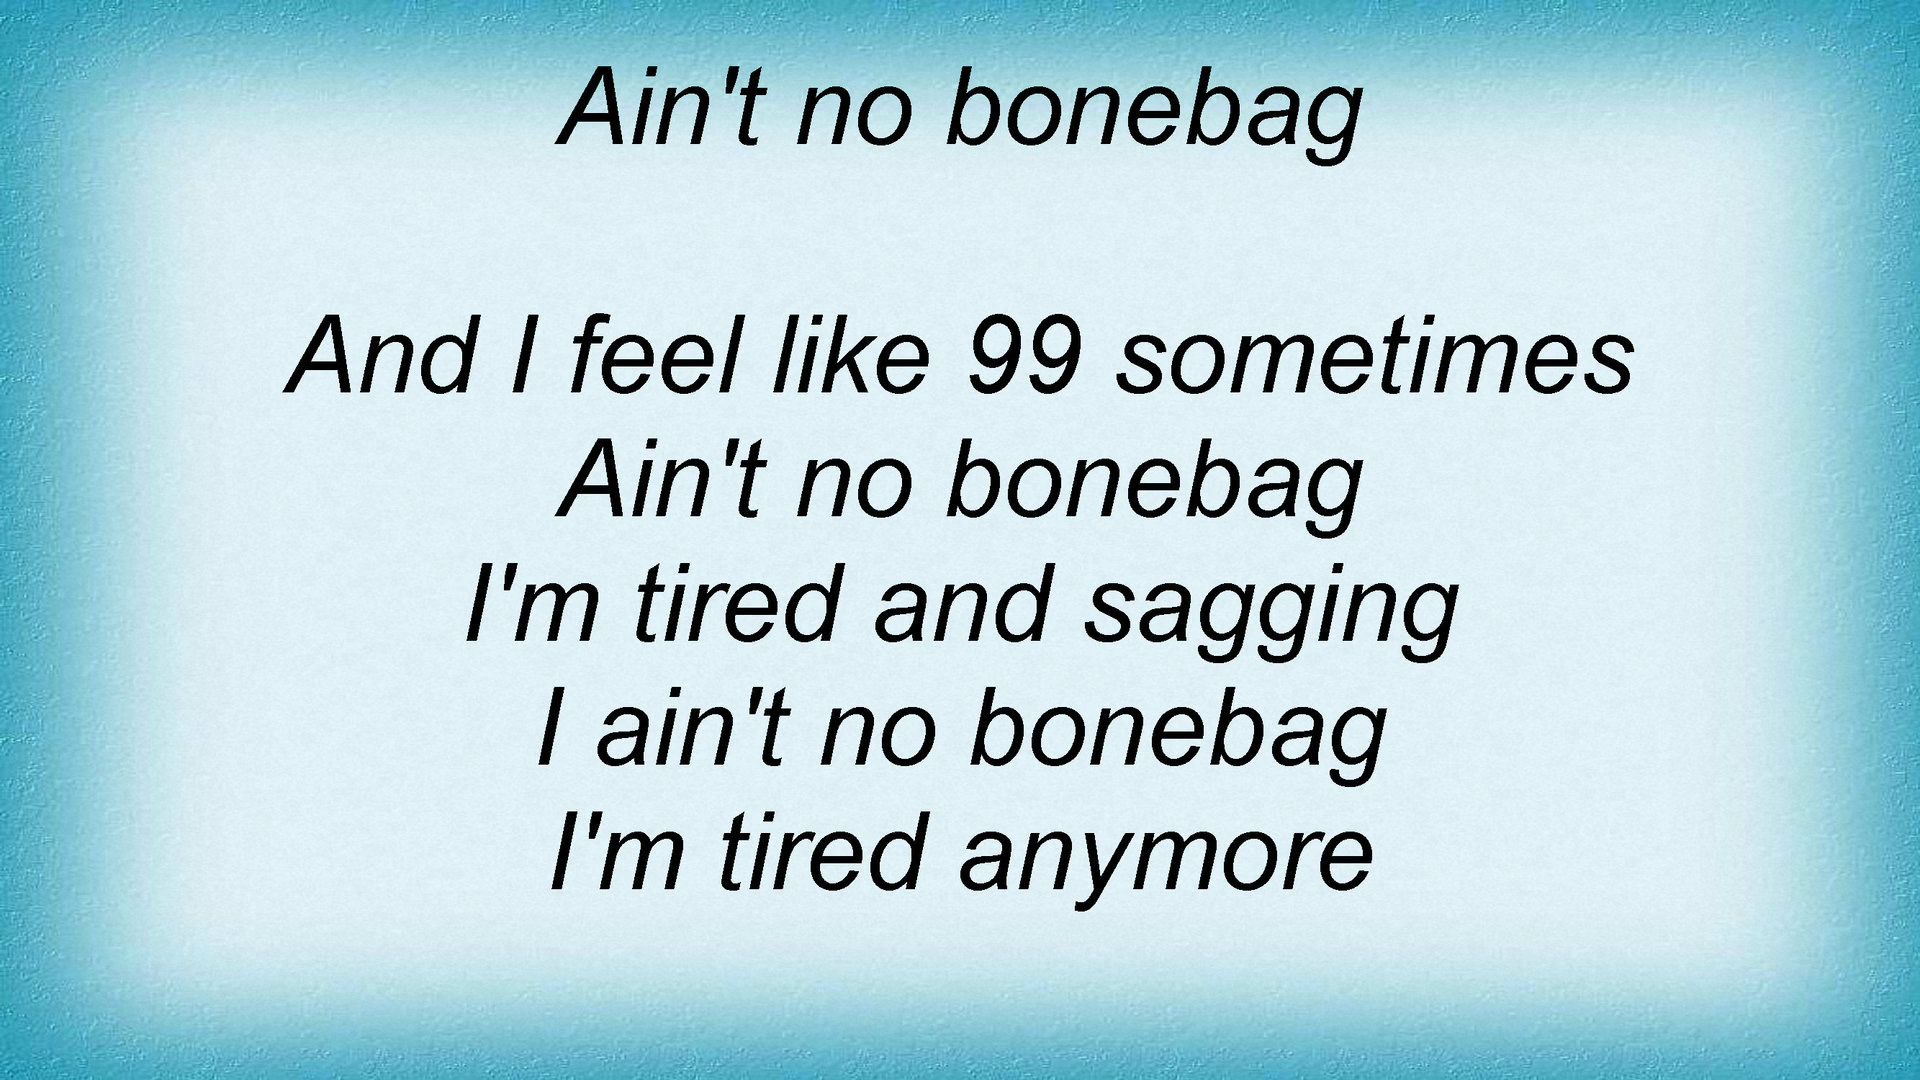 Ain't no bonebag
And I feel like 99 sometimes
Ain't no bonebag
I'm tired and sagging
I ain't no bonebag
I'm tired anymore